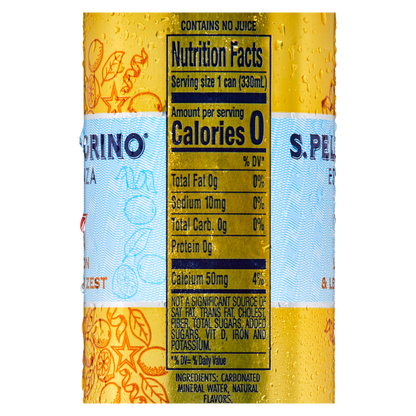 CONTAINS NO JUICE
Nutrition Facts
Serving size 1 can (330mL)
Amount per serving
Calories 0
% DV*
Total Fat 0g 0%
Sodium 10mg 0%
Total Carb. 0g 0%
Protein 0g
Calcium 50mg 4%
NOT A SIGNIFICANT SOURCE OF
SAT FAT, TRANS FAT, CHOLEST,
FIBER, TOTAL SUGARS, ADDED
SUGARS, VIT D, IRON AND
POTASSIUM.
*% DV= % Daily Value
INGREDIENTS: CARBONATED
MINERAL WATER, NATURAL
FLAVORS.
S.PEL
ZEST
& LE